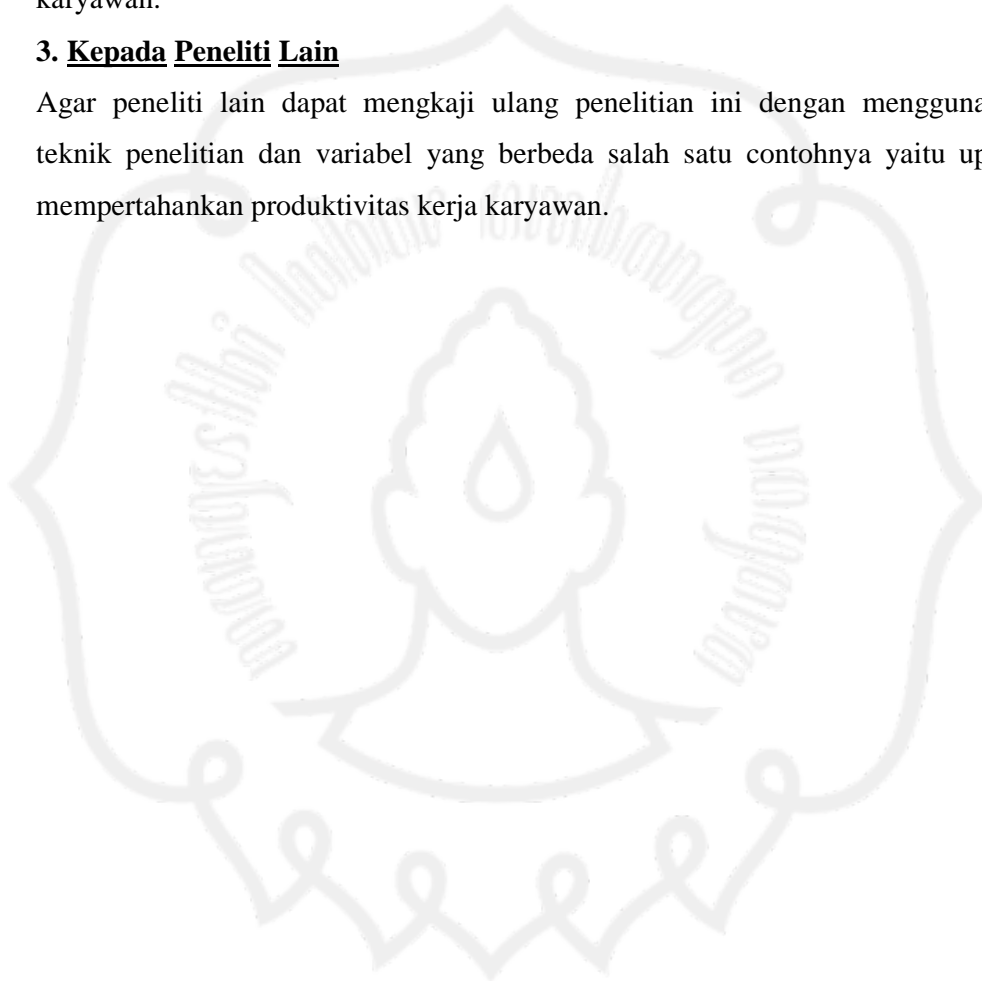 karyawan.
3. Kepada Peneliti Lain
Agar peneliti lain dapat mengkaji ulang penelitian ini dengan mengguna
teknik penelitian dan variabel yang berbeda salah satu contohnya yaitu up
mempertahankan produktivitas kerja karyawan.